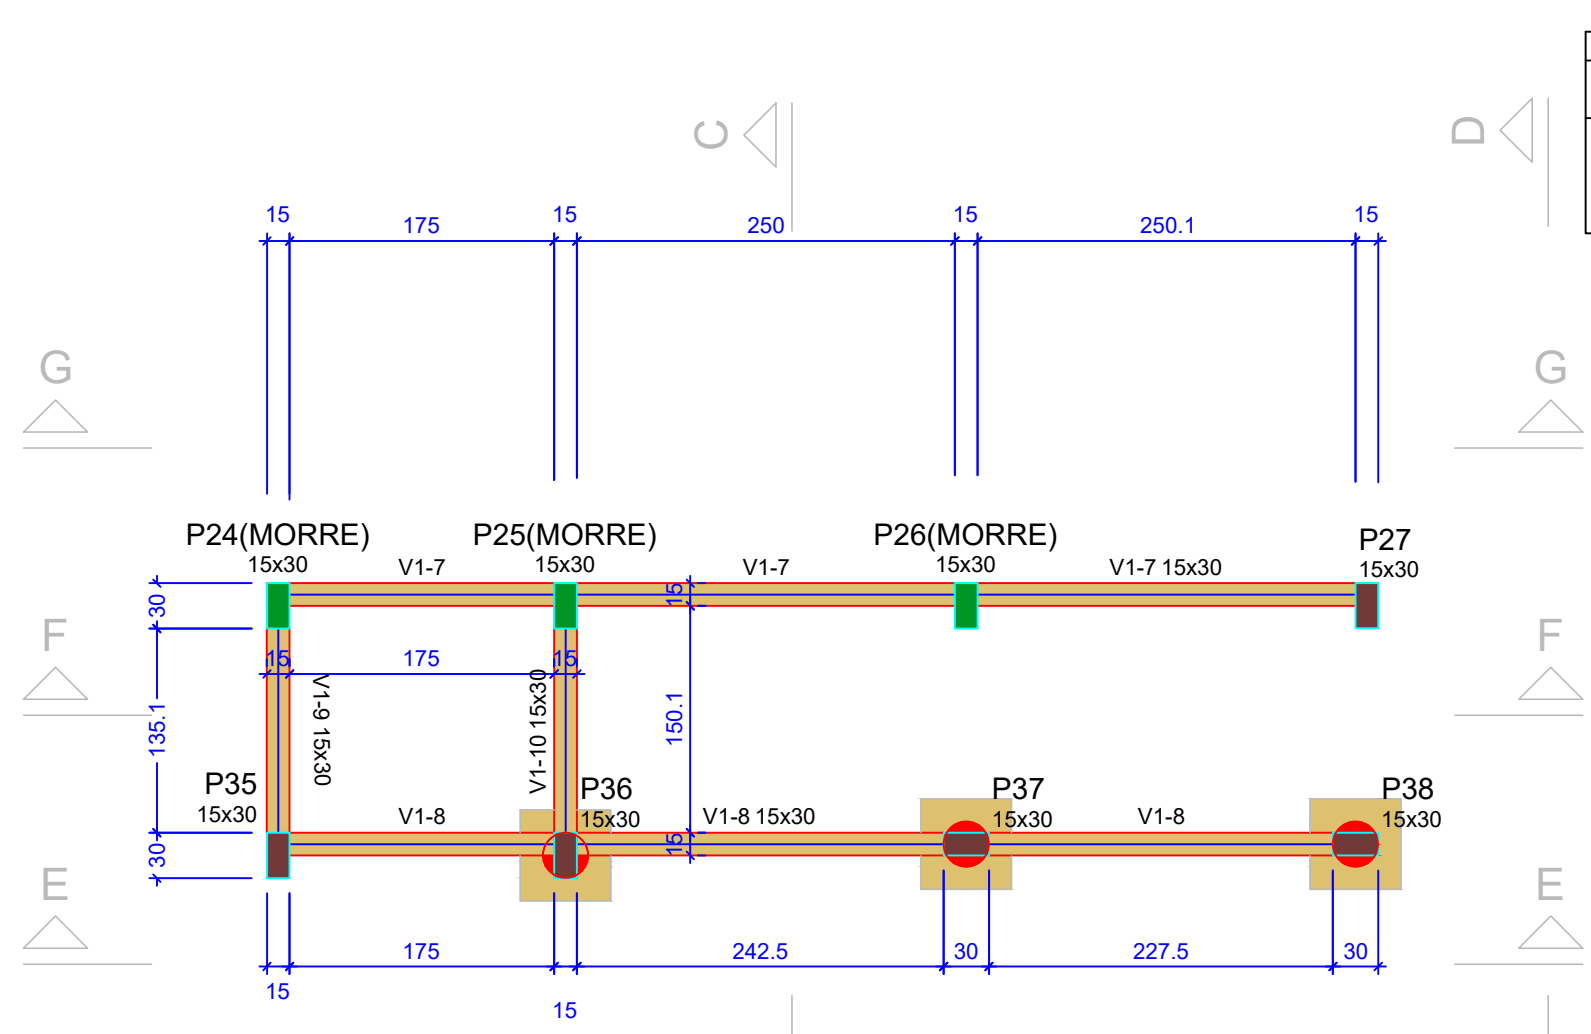 C
D
15
175
15
250
15
250.1
15
G
G
P24(MORRE)
15x30
V1-7
P25(MORRE)
15x30
V1-7
P26(MORRE)
15x30
V1-7 15x30
P27
15x30
30
15
F
F
15
175
15
V1-9 15x30
V1-10 15x30
150.1
135.1
P35
15x30
V1-8
P36
15x30
V1-8 15x30
P37
15x30
V1-8
P38
15x30
30
15
E
E
175
242.5
30
227.5
30
15
15